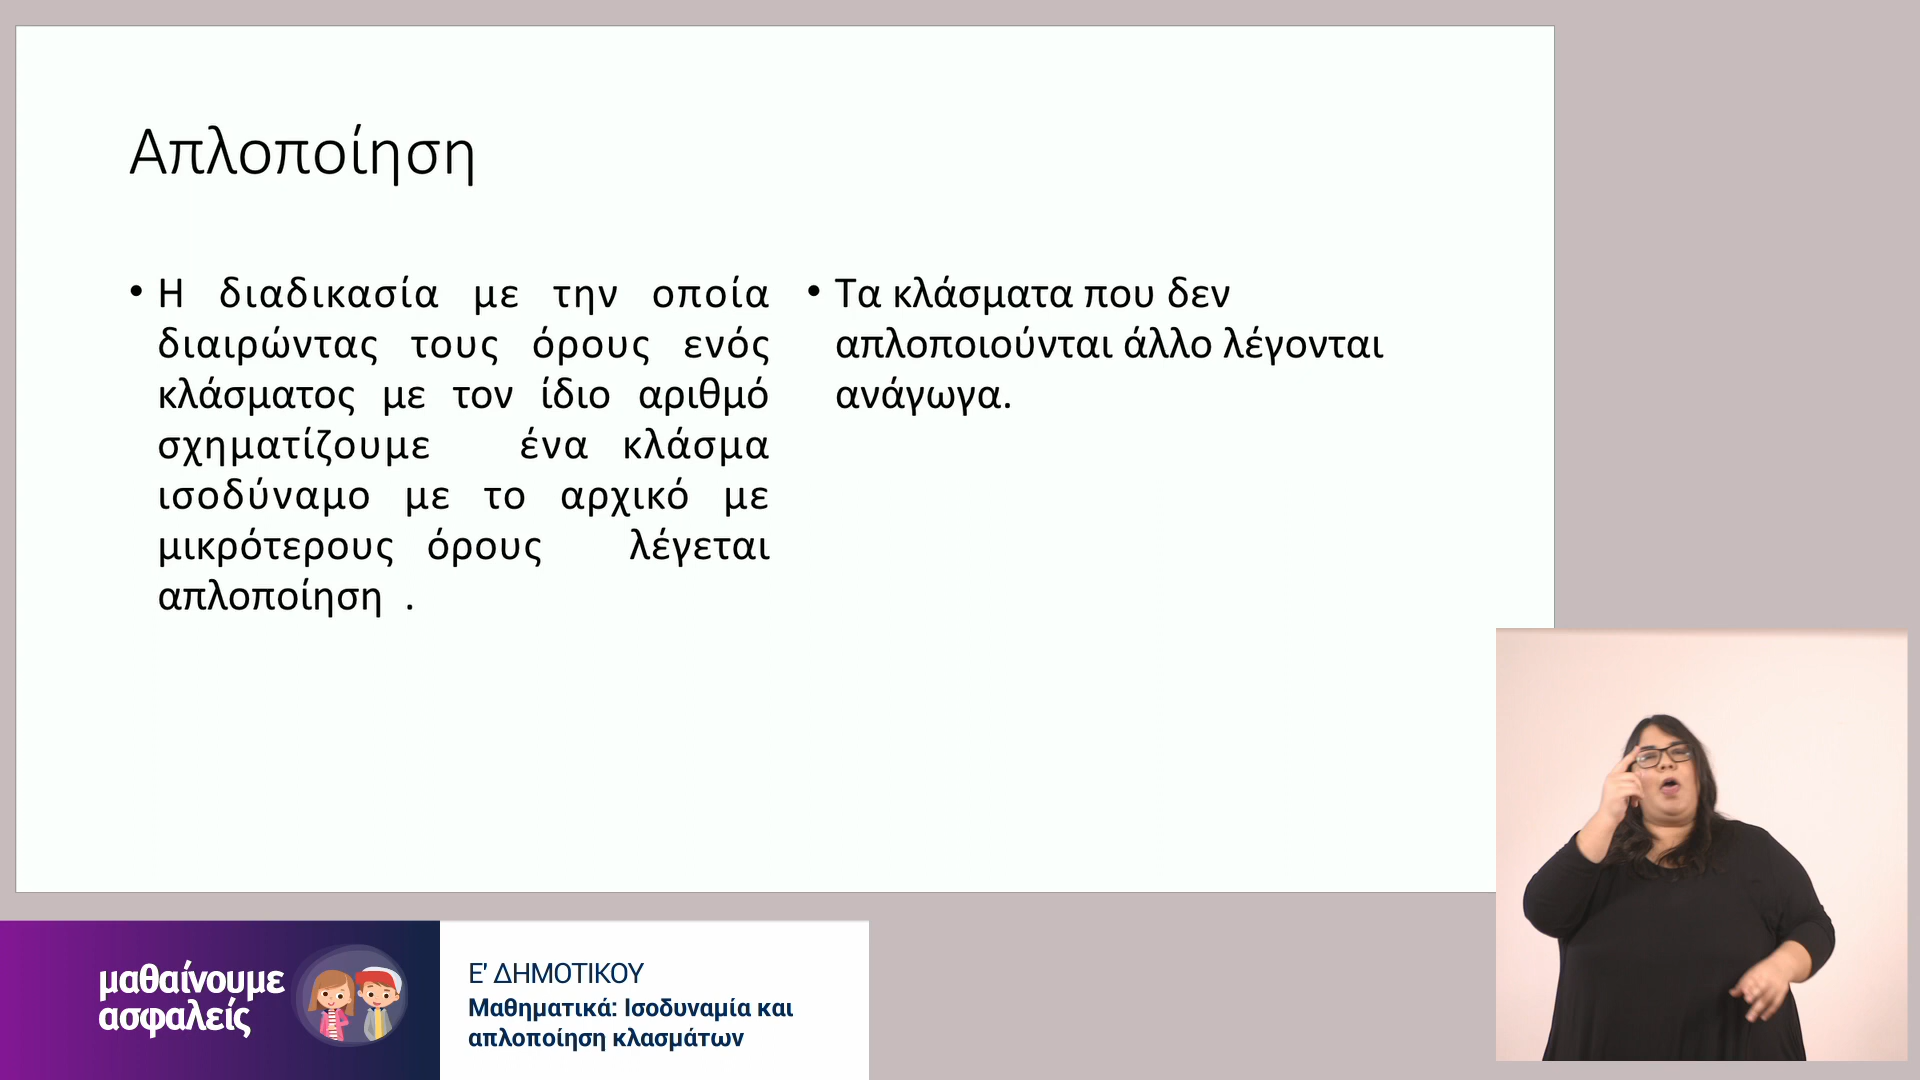 Απλοποίηση
• Η διαδικασία με την οποία
διαιρώντας τους όρους ενός
κλάσματος με τον ίδιο αριθμό
σχηματίζουμε ένα κλάσμα
ισοδύναμο με το αρχικό με
μικρότερους όρους λέγεται
απλοποίηση .
• Τα κλάσματα που δεν
απλοποιούνται άλλο λέγονται
ανάγωγα.
μαθαίνουμε
ασφαλείς
Ε' ΔΗΜΟΤΙΚΟΥ
Μαθηματικά: Ισοδυναμία και
απλοποίηση κλασμάτων